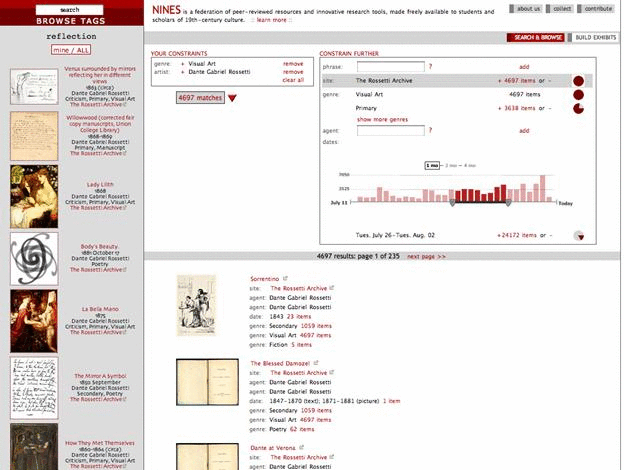 search
BROWSE TAGS
reflection
mine / ALL
Venus surrounded by mirrors
reflecting her in different
views
1863 (circa)
Dante Gabriel Rossetti
Criticism, Primary, Visual Art
The Rossetti Archive
Willowwood (corrected fair
copy manuscripts, Union
College Library)
1868-1869
Dante Gabriel Rossetti
Primary, Manuscript
The Rossetti Archive
Lady Lilith
1868
Dante Gabriel Rossetti
Criticism, Primary, Visual Art
The Rossetti Archive
Body's Beauty.
1881 October 17
Dante Gabriel Rossetti
Poetry
The Rossetti Archive
La Bella Mano
1875
Dante Gabriel Rossetti
Criticism, Primary, Visual Art
The Rossetti Archive
The Mirror A Symbol
1850 September
Dante Gabriel Rossetti
Secondary, Poetry
The Rossetti Archive
How They Met Themselves
1860-1864 (circa)
Dante Gabriel Rossetti
NINES is a federation of peer-reviewed resources and innovative research tools, made freely available to students and
scholars of 19th-century culture. :: learn more ::
about us
collect
contribute
SEARCH & BROWSE
BUILD EXHIBITS
YOUR CONSTRAINTS
genre: + Visual Art remove
artist: + Dante Gabriel Rossetti remove
clear all
4697 matches
CONSTRAIN FURTHER
phrase: ? add
site: The Rossetti Archive + 4697 items or -
genre: Visual Art 4697 items
Primary + 3638 items or -
show more genres
agent: ? add
dates:
1 mo - 2 mo - 4 mo
7050
3525
July 11
Today
Tues. July 26-Tues. Aug. 02 +24172 items or -
4697 results: page 1 of 235 next page >>
Sorrentino
site: The Rossetti Archive
agent: Dante Gabriel Rossetti
agent: Dante Gabriel Rossetti
date: 1843 23 items
genre: Secondary 1059 items
genre: Visual Art 4697 items
genre: Fiction 5 items
The Blessed Damozel
site: The Rossetti Archive
agent: Dante Gabriel Rossetti
agent: Dante Gabriel Rossetti
date: 1847-1870 (text); 1871-1881 (picture) 1 item
genre: Secondary 1059 items
genre: Visual Art 4697 items
genre: Poetry 62 items
Dante at Verona
site: The Rossetti Archive
agent: Dante Gabriel Rossetti